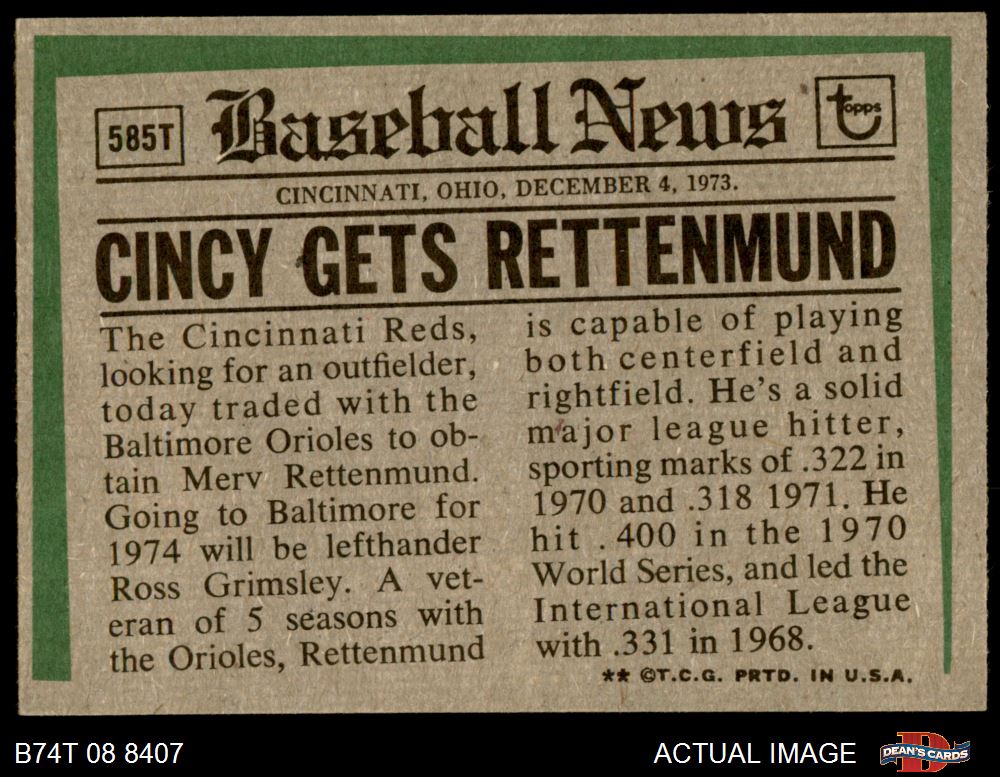 585T
Baseball News
topps
CINCINNATI, OHIO, DECEMBER 4, 1973.
CINCY GETS RETTENMUND
The Cincinnati Reds,
looking for an outfielder,
today traded with the
Baltimore Orioles to ob-
tain Merv Rettenmund.
Going to Baltimore for
1974 will be lefthander
Ross Grimsley. A vet-
eran of 5 seasons with
the Orioles, Rettenmund
is capable of playing
both centerfield and
rightfield. He's a solid
major league hitter,
sporting marks of .322 in
1970 and .318 1971. He
hit .400 in the 1970
World Series, and led the
International League
with .331 in 1968.
** ©T.C.G. PRTD. IN U.S.A.
B74T 08 8407
ACTUAL IMAGE
D
DEAN'S CARDS